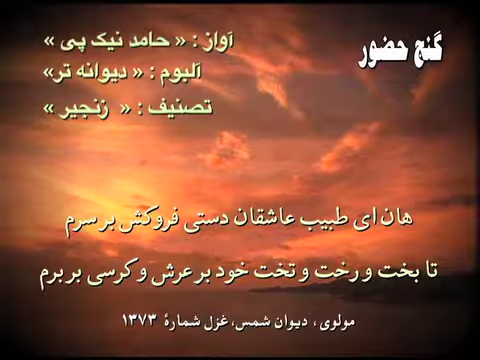 گنج حضور
آواز : « حامد نیک پی »
آلبوم : « دیوانه تر»
تصنیف : « زنجیر »
هان ای طبیب عاشقان دستی فروکش بر سرم
تا بخت و رخت و تخت خود بر عرش و کرسی بر برم
مولوی ، دیوان شمس، غزل شمارهٔ ۱۳۷۳